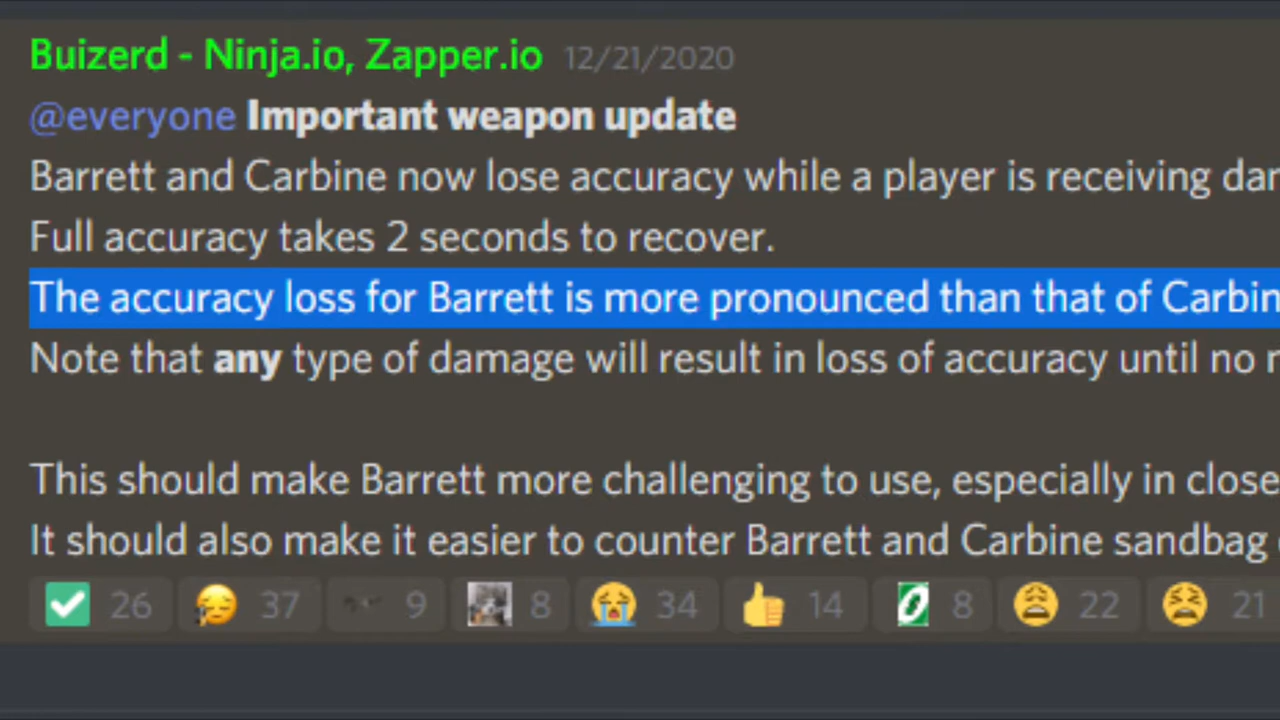 Buizerd - Ninja.io, Zapper.io 12/21/2020
@everyone Important weapon update
Barrett and Carbine now lose accuracy while a player is receiving
Full accuracy takes 2 seconds to recover.
The accuracy loss for Barrett is more pronounced than that of
Note that any type of damage will result in loss of accuracy until no
This should make Barrett more challenging to use, especially in close
It should also make it easier to counter Barrett and Carbine sandbag
26 37 9 8 34 14 8 22 21